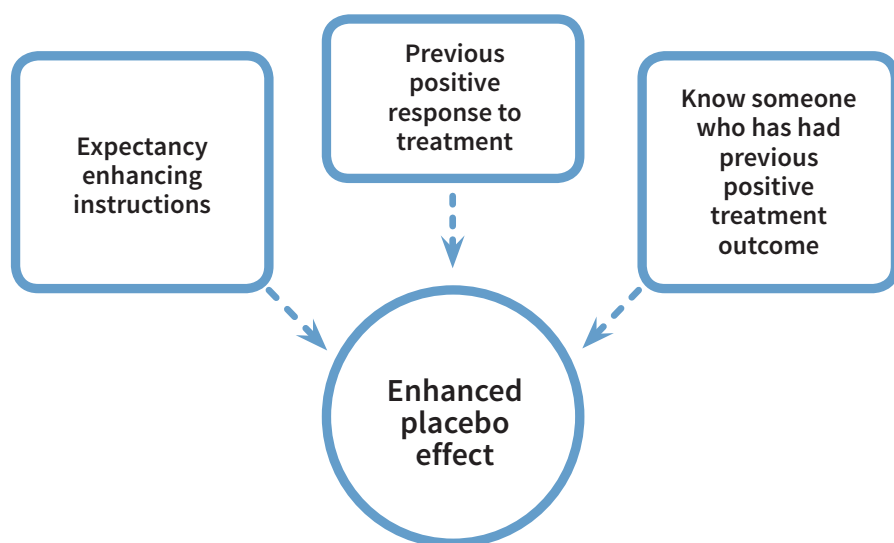 Expectancy
enhancing
instructions
Previous
positive
response to
treatment
Know someone
who has had
previous
positive
treatment
outcome
Enhanced
placebo
effect